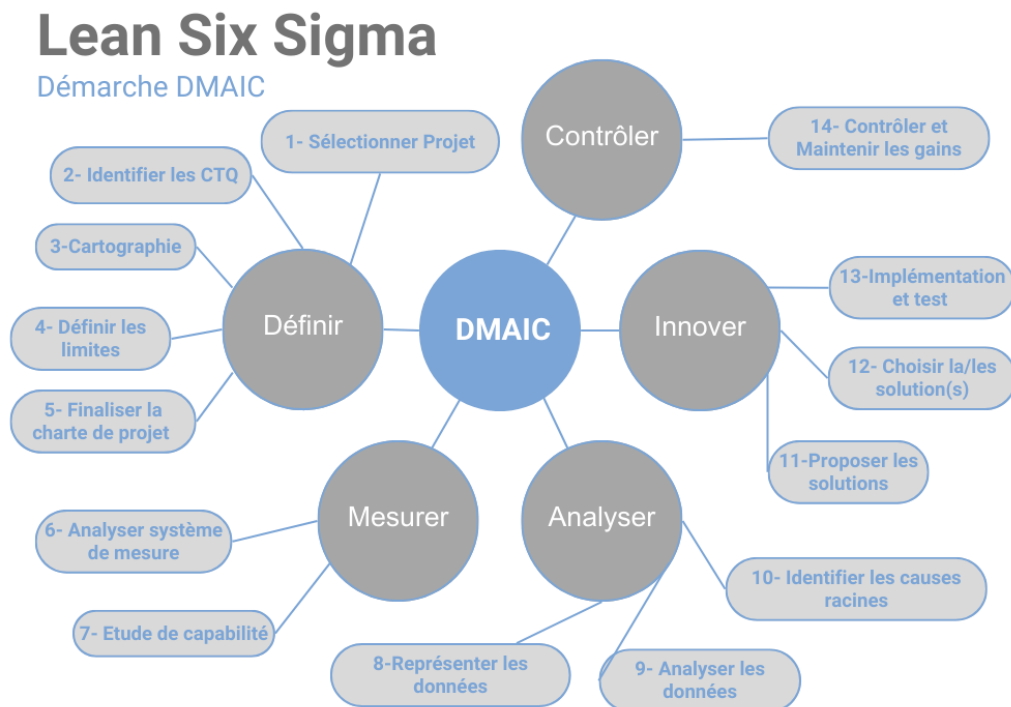 Lean Six Sigma
Démarche DMAIC
DMAIC
Définir
1- Sélectionner Projet
2- Identifier les CTQ
3-Cartographie
4- Définir les
limites
5- Finaliser la
charte de projet
Mesurer
6- Analyser système
de mesure
7- Etude de capabilité
Analyser
8-Représenter les
données
9- Analyser les
données
10- Identifier les causes
racines
Innover
11-Proposer les
solutions
12- Choisir la/les
solution(s)
13-Implémentation
et test
Contrôler
14- Contrôler et
Maintenir les gains